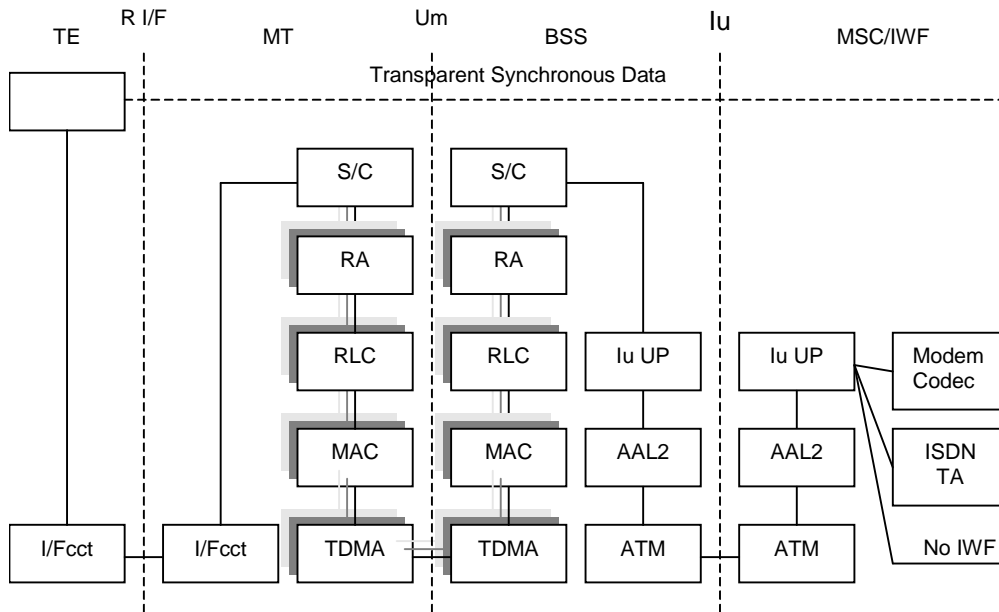 R I/F
Um
Iu
TE
MT
BSS
MSC/IWF
Transparent Synchronous Data
S/C
S/C
RA
RA
RLC
RLC
Iu UP
Iu UP
Modem
Codec
MAC
MAC
AAL2
AAL2
ISDN
TA
I/Fcct
I/Fcct
TDMA
TDMA
ATM
ATM
No IWF